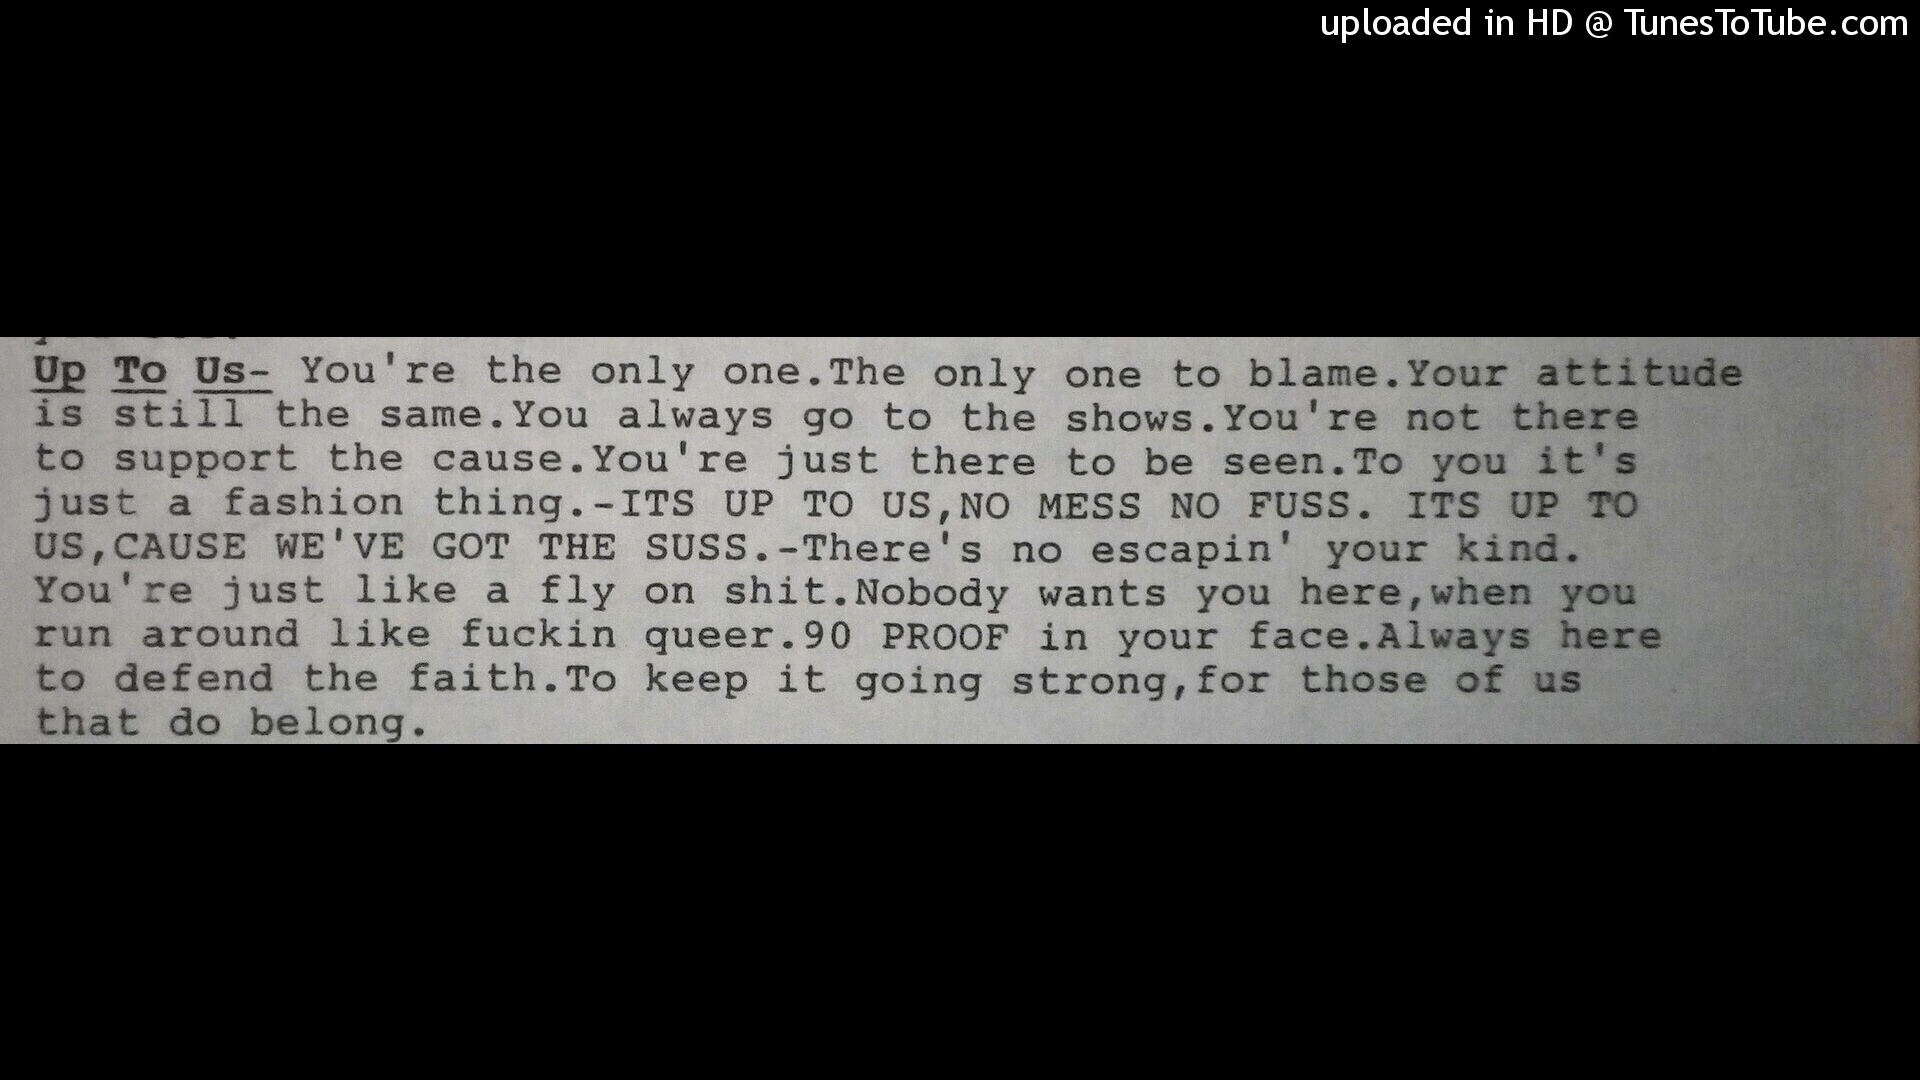 uploaded in HD @ TunesToTube.com
Up To Us- You're the only one.The only one to blame.Your attitude
is still the same.You always go to the shows.You're not there
to support the cause.You're just there to be seen.To you it's
just a fashion thing.-ITS UP TO US,NO MESS NO FUSS. ITS UP TO
US,CAUSE WE'VE GOT THE SUSS.-There's no escapin' your kind.
You're just like a fly on shit.Nobody wants you here,when you
run around like fuckin queer.90 PROOF in your face.Always here
to defend the faith.To keep it going strong,for those of us
that do belong.